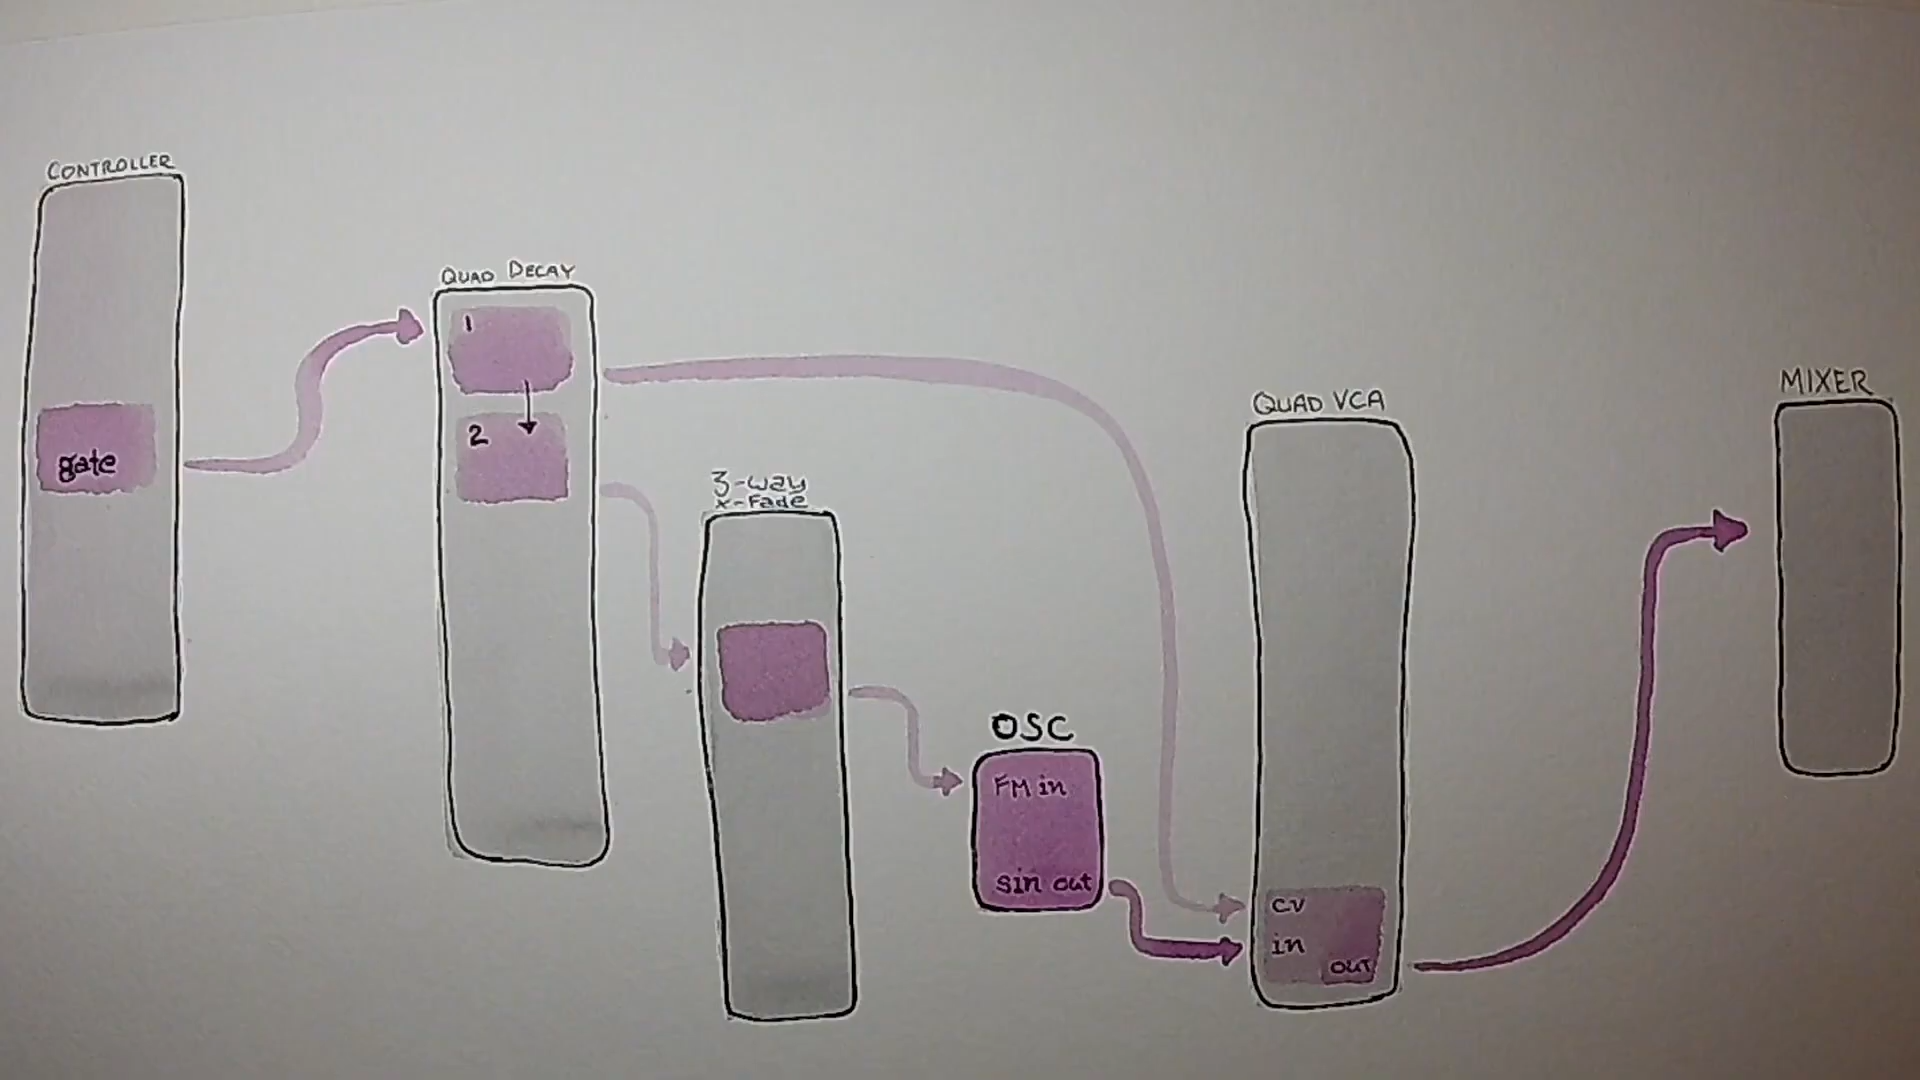 CONTROLLER
gate
QUAD DECAY
1
2
3-way
x-Fade
OSC
FM in
sin out
QUAD VCA
CV
in
OUT
MIXER